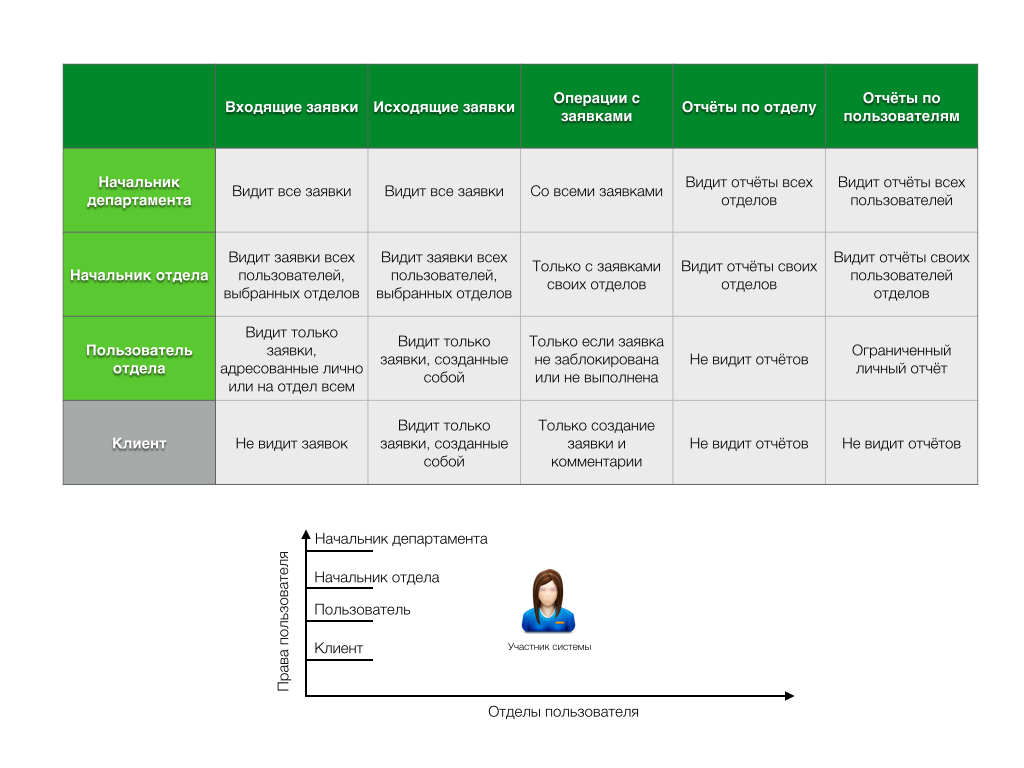 Входящие заявки
Исходящие заявки
Операции с
заявками
Отчёты по отделу
Отчёты по
пользователям
Начальник
департамента
Видит все заявки
Видит все заявки
Со всеми заявками
Видит отчёты всех
отделов
Видит отчёты всех
пользователей
Начальник отдела
Видит заявки всех
пользователей,
выбранных отделов
Видит заявки всех
пользователей,
выбранных отделов
Только с заявками
своих отделов
Видит отчёты своих
отделов
Видит отчёты своих
пользователей
отделов
Пользователь
отдела
Видит только
заявки,
адресованные лично
или на отдел всем
Видит только
заявки, созданные
собой
Только если заявка
не заблокирована
или не выполнена
Не видит отчётов
Ограниченный
личный отчёт
Клиент
Не видит заявок
Видит только
заявки, созданные
собой
Только создание
заявки и
комментарии
Не видит отчётов
Не видит отчётов
Права пользователя
Начальник департамента
Начальник отдела
Пользователь
Клиент
Участник системы
Отделы пользователя